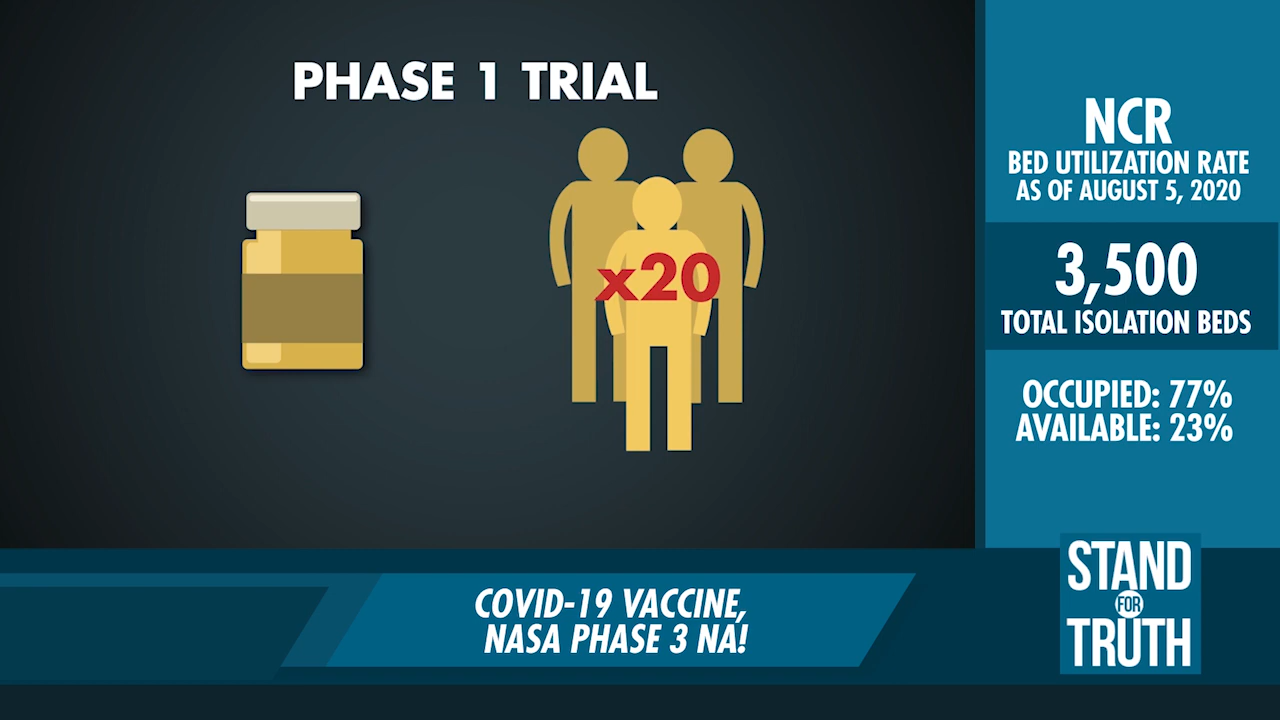 PHASE 1 TRIAL
x20
NCR
BED UTILIZATION RATE
AS OF AUGUST 5, 2020
3,500
TOTAL ISOLATION BEDS
OCCUPIED: 77%
AVAILABLE: 23%
COVID-19 VACCINE,
NASA PHASE 3 NA!
STAND
FOR
TRUTH